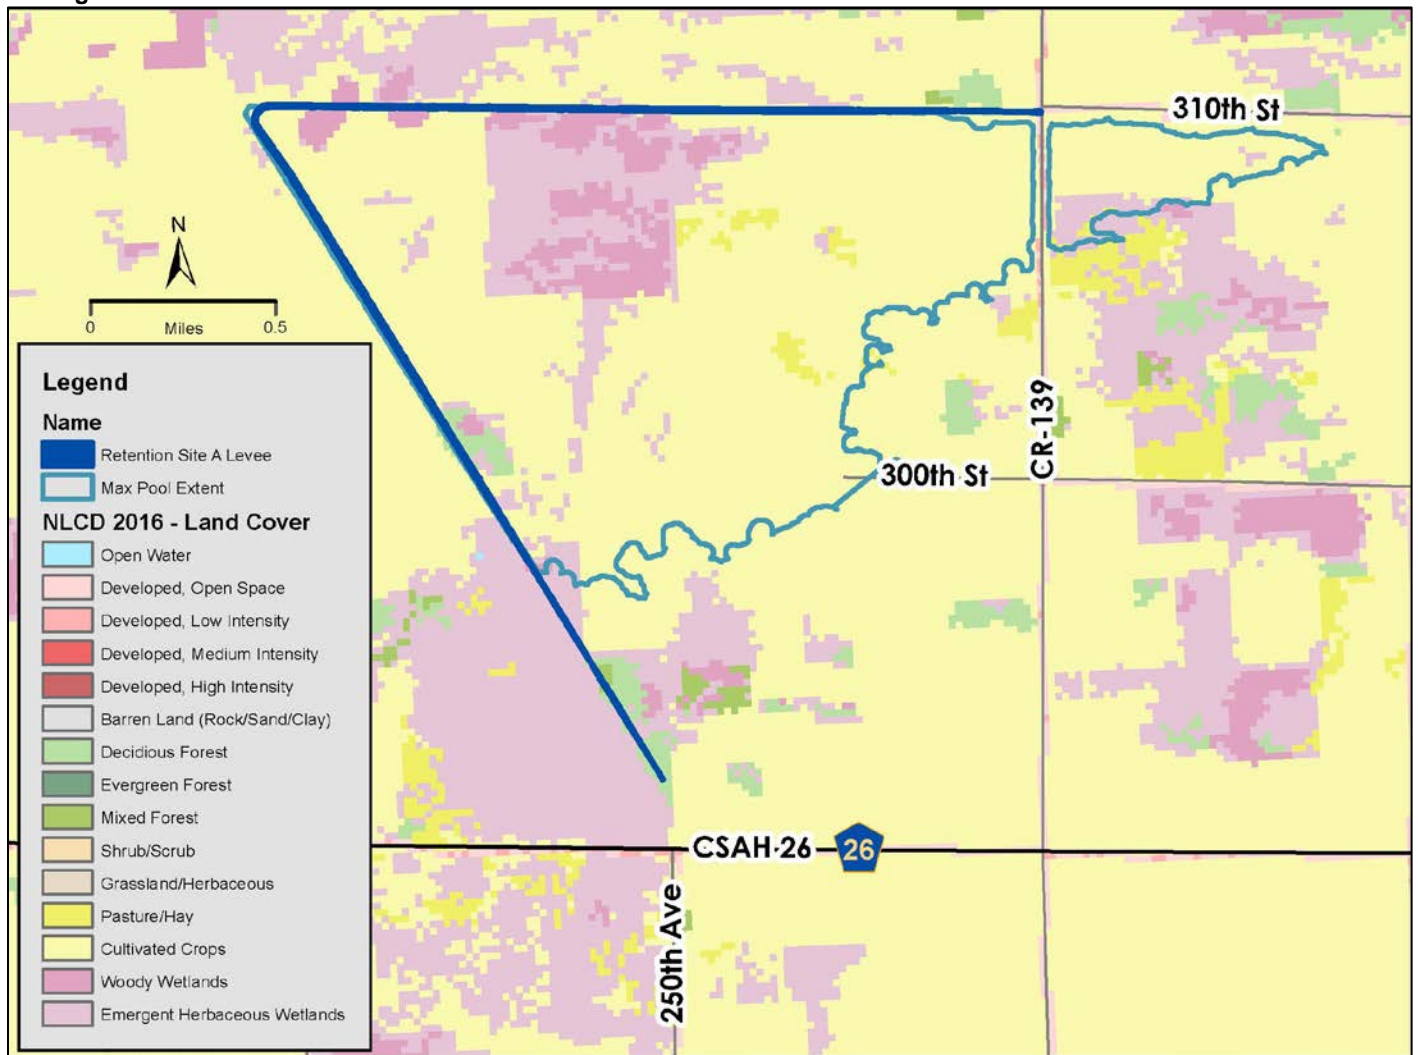 310th St
N
0 Miles 0.5
Legend
Name
Retention Site A Levee
Max Pool Extent
NLCD 2016 - Land Cover
Open Water
Developed, Open Space
Developed, Low Intensity
Developed, Medium Intensity
Developed, High Intensity
Barren Land (Rock/Sand/Clay)
Decidious Forest
Evergreen Forest
Mixed Forest
Shrub/Scrub
Grassland/Herbaceous
Pasture/Hay
Cultivated Crops
Woody Wetlands
Emergent Herbaceous Wetlands
CR-139
300th St
CSAH-26
26
250th Ave